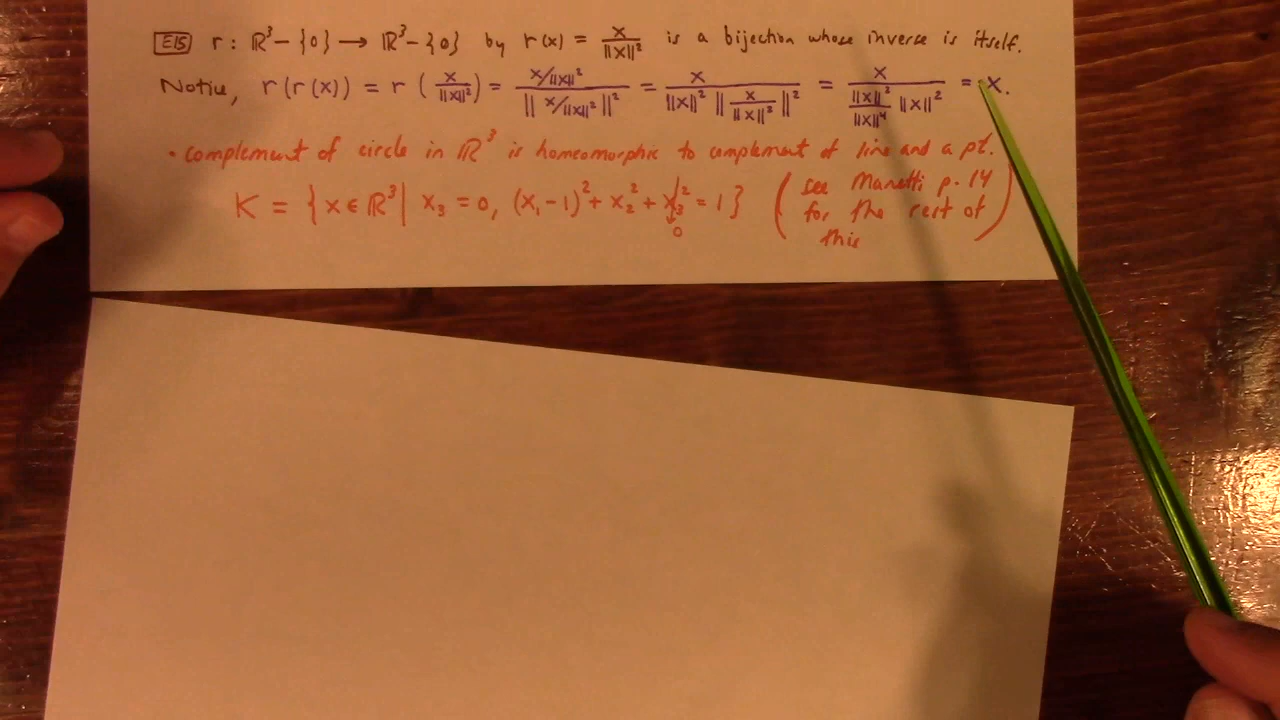 E15 r : ℝ³ - {0} → ℝ³ - {0} by r(x) = x/||x||² is a bijection whose inverse is itself.
Notice, r(r(x)) = r(x/||x||²) = (x/||x||²)/(|| x/||x||² ||²) = x/(||x||² || x/||x||² ||²) = x/((||x||²/||x||⁴) ||x||²) = x.
• complement of circle in ℝ³ is homeomorphic to complement of line and a pt.
K = { x ∈ ℝ³ | x₃ = 0, (x₁ - 1)² + x₂² + x₃² = 1 } (see Manetti p. 14
for the rest of
this)
0